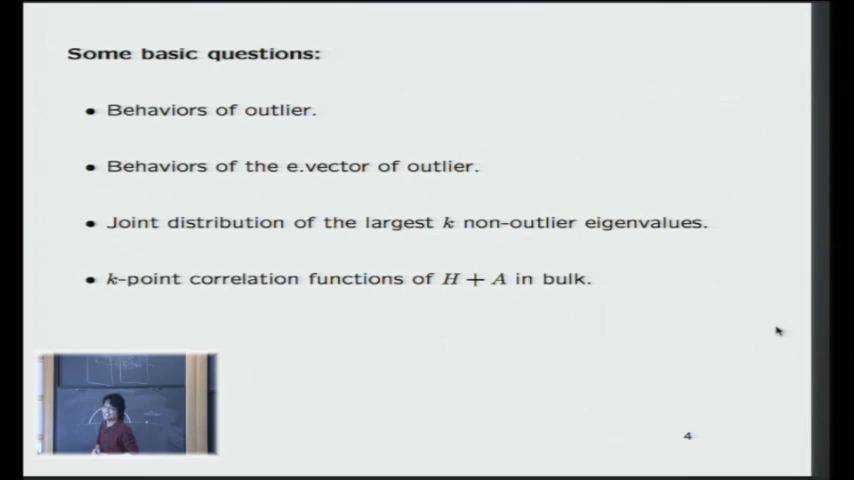 Some basic questions:
• Behaviors of outlier.
• Behaviors of the e.vector of outlier.
• Joint distribution of the largest k non-outlier eigenvalues.
• k-point correlation functions of H + A in bulk.
4